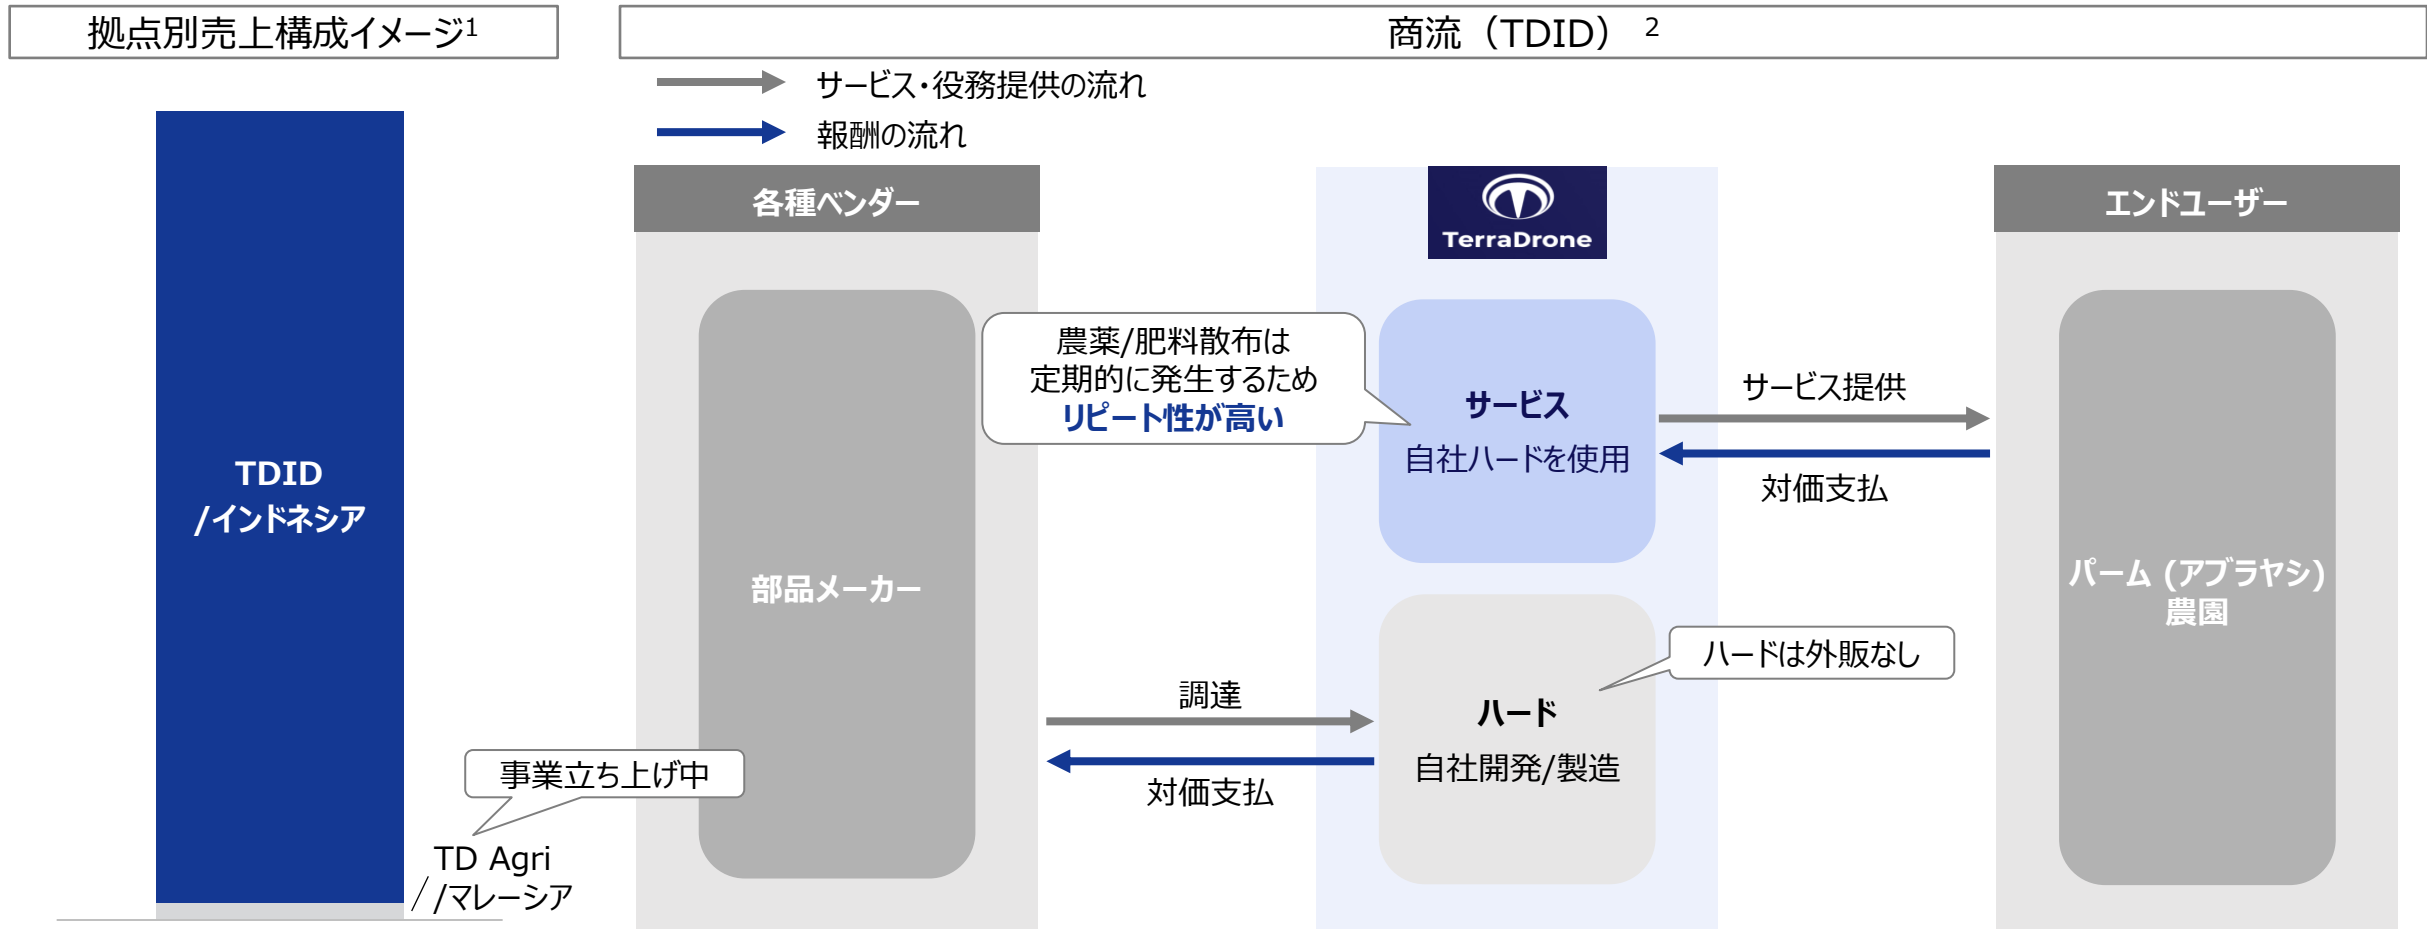 拠点別売上構成イメージ1
商流（TDID） 2
サービス・役務提供の流れ
報酬の流れ
TDID
/インドネシア
事業立ち上げ中
TD Agri
/マレーシア
各種ベンダー
部品メーカー
TerraDrone
農薬/肥料散布は
定期的に発生するため
リピート性が高い
サービス
自社ハードを使用
サービス提供
対価支払
調達
対価支払
ハード
自社開発/製造
ハードは外販なし
エンドユーザー
パーム (アブラヤシ)
農園